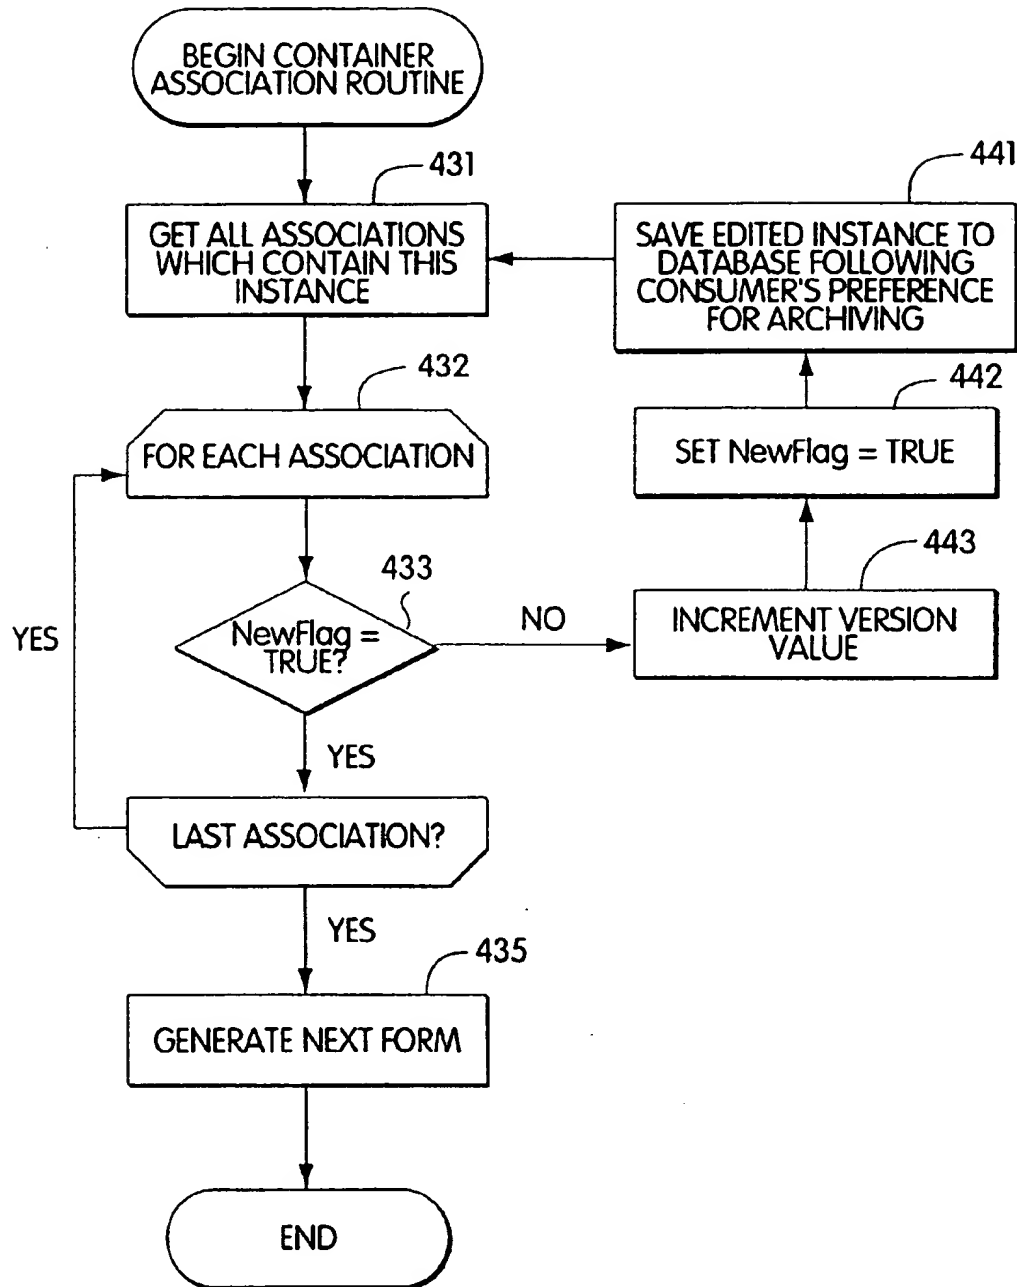 BEGIN CONTAINER
ASSOCIATION ROUTINE
431
GET ALL ASSOCIATIONS
WHICH CONTAIN THIS
INSTANCE
441
SAVE EDITED INSTANCE TO
DATABASE FOLLOWING
CONSUMER'S PREFERENCE
FOR ARCHIVING
432
FOR EACH ASSOCIATION
442
SET NewFlag = TRUE
433
NewFlag =
TRUE?
NO
443
INCREMENT VERSION
VALUE
YES
YES
LAST ASSOCIATION?
YES
435
GENERATE NEXT FORM
END